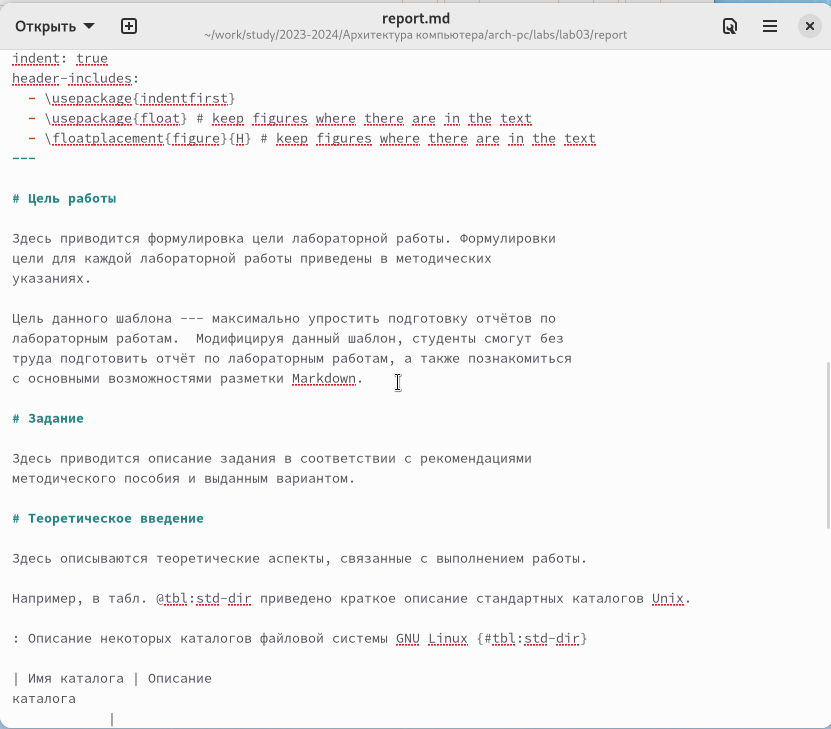 Открыть
report.md
~/work/study/2023-2024/Архитектура компьютера/arch-pc/labs/lab03/report
indent: true
header-includes:
- \usepackage{indentfirst}
- \usepackage{float} # keep figures where there are in the text
- \floatplacement{figure}{H} # keep figures where there are in the text
---
# Цель работы
Здесь приводится формулировка цели лабораторной работы. Формулировки
цели для каждой лабораторной работы приведены в методических
указаниях.
Цель данного шаблона --- максимально упростить подготовку отчётов по
лабораторным работам.  Модифицируя данный шаблон, студенты смогут без
труда подготовить отчёт по лабораторным работам, а также познакомиться
с основными возможностями разметки Markdown.
# Задание
Здесь приводится описание задания в соответствии с рекомендациями
методического пособия и выданным вариантом.
# Теоретическое введение
Здесь описываются теоретические аспекты, связанные с выполнением работы.
Например, в табл. @tbl:std-dir приведено краткое описание стандартных каталогов Unix.
: Описание некоторых каталогов файловой системы GNU Linux {#tbl:std-dir}
| Имя каталога | Описание
каталога
|